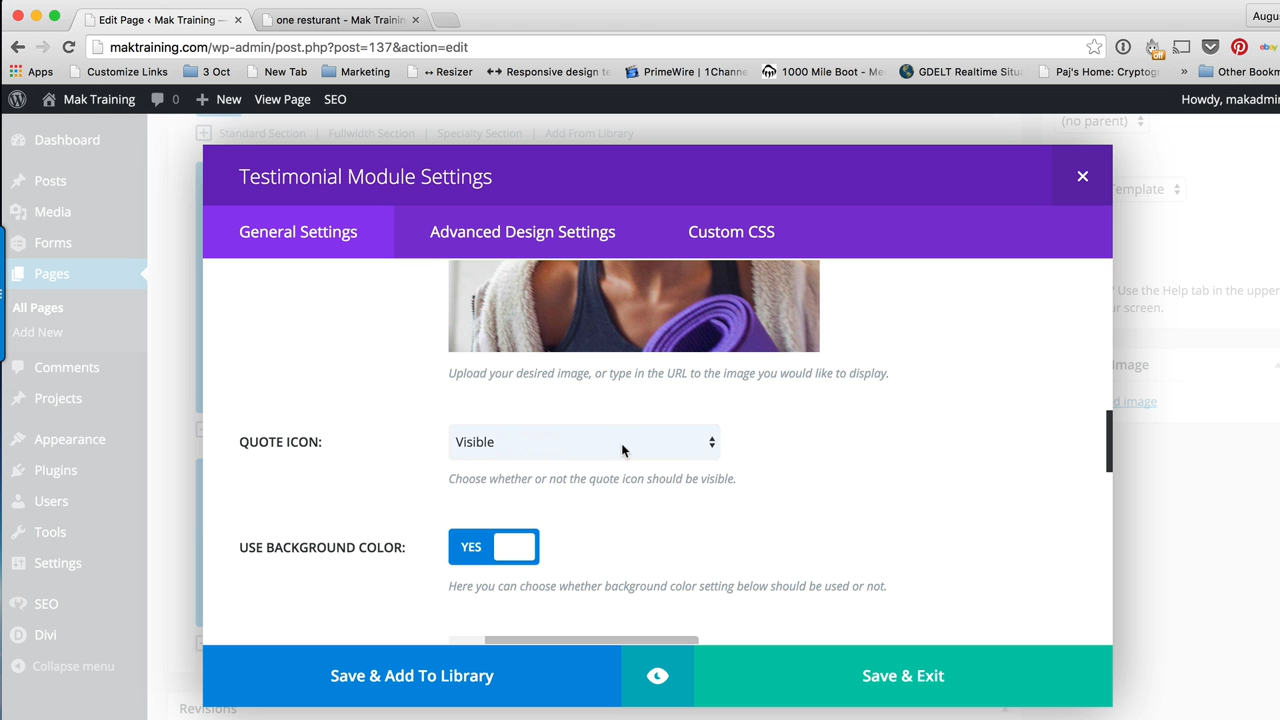 Edit Page ‹ Mak Training —
one resturant - Mak Trainin
Augu
maktraining.com/wp-admin/post.php?post=137&action=edit
off
ebay
Apps
Customize Links
3 Oct
New Tab
Marketing
↔ Resizer
Responsive design te
PrimeWire | 1Channe
1000 Mile Boot - Me
GDELT Realtime Situ
Paj's Home: Cryptog
»
Other Bookm
Mak Training
0
New
View Page
SEO
Howdy, makadmin
Dashboard
Posts
Media
Forms
Pages
All Pages
Add New
Comments
Projects
Appearance
Plugins
Users
Tools
Settings
SEO
Divi
Collapse menu
Standard Section | Fullwidth Section | Specialty Section | Add From Library
(no parent)
Template
? Use the Help tab in the upper
r screen.
Image
d image
Revisions
Testimonial Module Settings
General Settings
Advanced Design Settings
Custom CSS
Upload your desired image, or type in the URL to the image you would like to display.
QUOTE ICON:
Visible
Choose whether or not the quote icon should be visible.
USE BACKGROUND COLOR:
YES
Here you can choose whether background color setting below should be used or not.
Save & Add To Library
Save & Exit